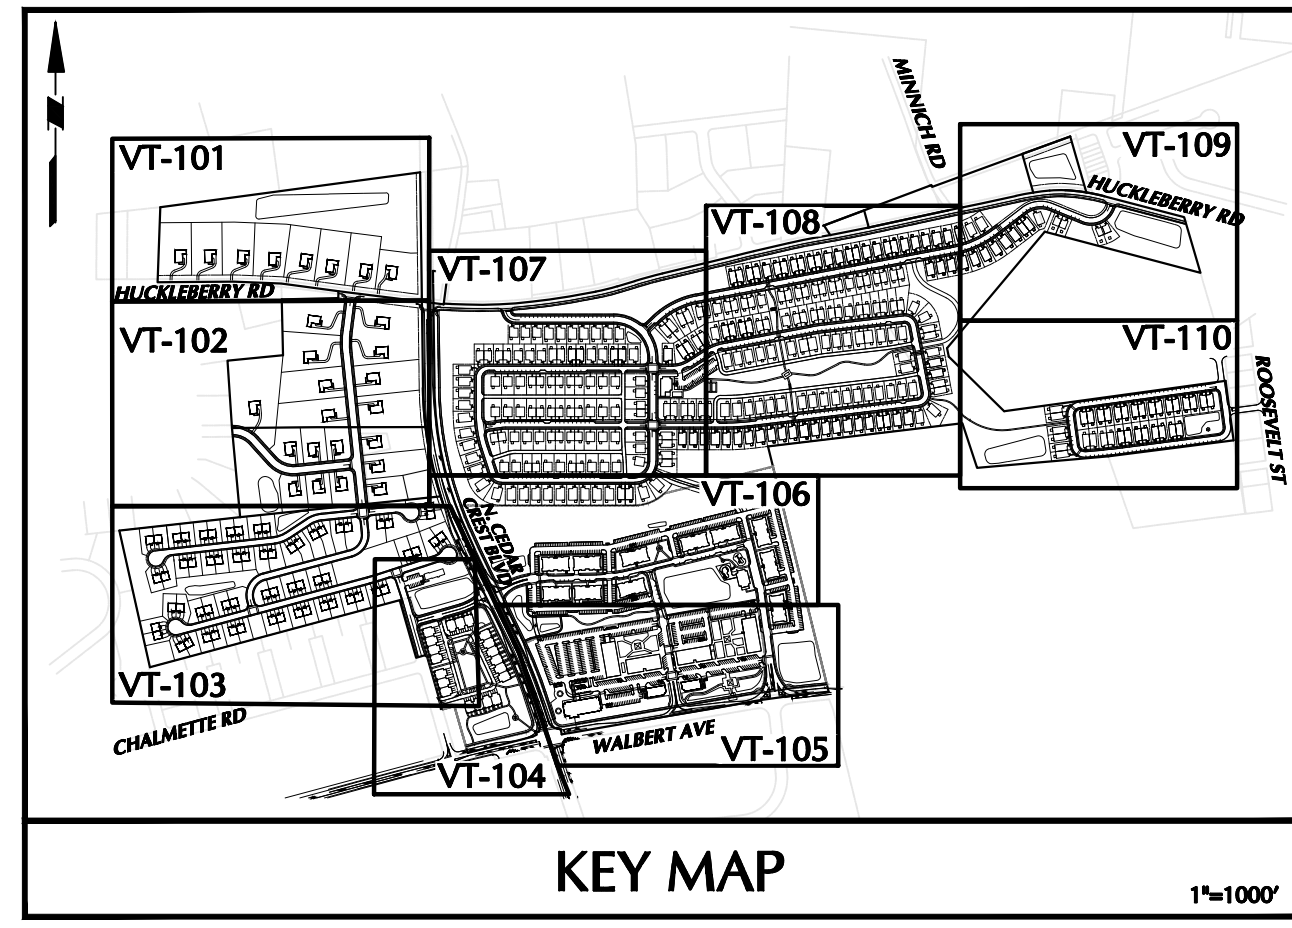 MINNICH RD
VT-101
VT-109
HUCKLEBERRY RD
VT-108
VT-107
HUCKLEBERRY RD
VT-102
VT-110
ROOSEVELT ST
VT-106
N. CEDAR
CREST BLVD
VT-103
CHALMETTE RD
WALBERT AVE
VT-105
VT-104
KEY MAP
1"=1000'